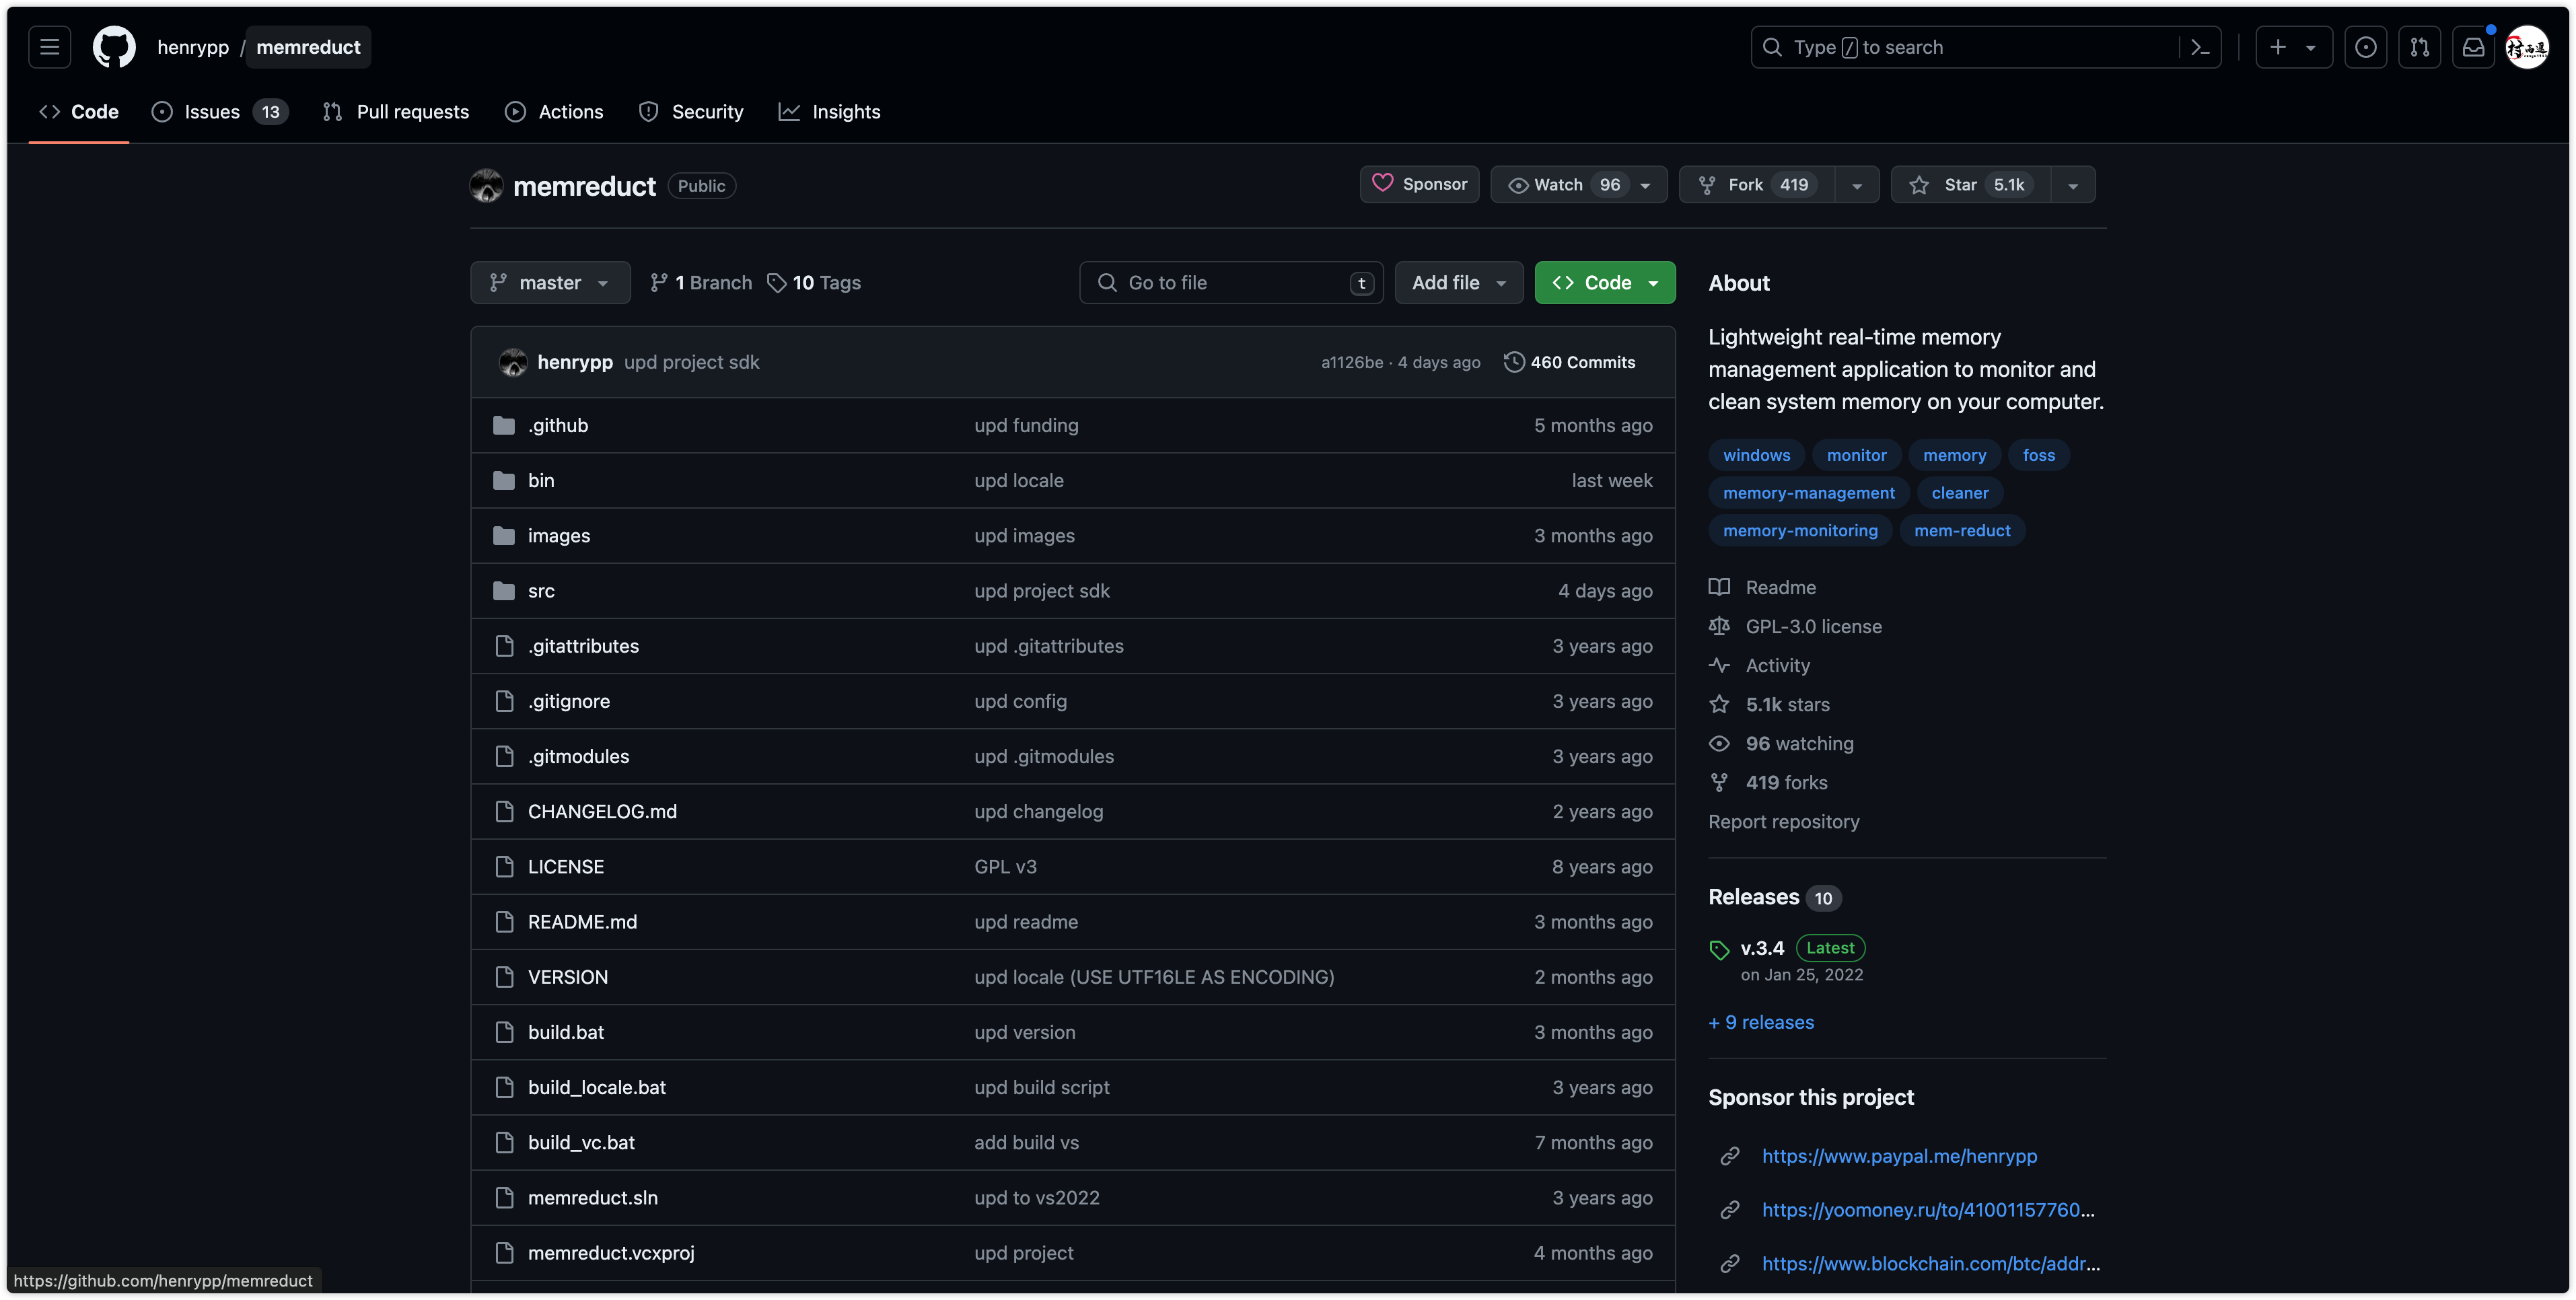 henrypp / memreduct
Type / to search
Code
Issues 13
Pull requests
Actions
Security
Insights
memreduct Public
Sponsor
Watch 96
Fork 419
Star 5.1k
master
1 Branch
10 Tags
Go to file t
Add file
Code
henrypp upd project sdk a1126be · 4 days ago 460 Commits
.github upd funding 5 months ago
bin upd locale last week
images upd images 3 months ago
src upd project sdk 4 days ago
.gitattributes upd .gitattributes 3 years ago
.gitignore upd config 3 years ago
.gitmodules upd .gitmodules 3 years ago
CHANGELOG.md upd changelog 2 years ago
LICENSE GPL v3 8 years ago
README.md upd readme 3 months ago
VERSION upd locale (USE UTF16LE AS ENCODING) 2 months ago
build.bat upd version 3 months ago
build_locale.bat upd build script 3 years ago
build_vc.bat add build vs 7 months ago
memreduct.sln upd to vs2022 3 years ago
memreduct.vcxproj upd project 4 months ago
About
Lightweight real-time memory
management application to monitor and
clean system memory on your computer.
windows monitor memory foss
memory-management cleaner
memory-monitoring mem-reduct
Readme
GPL-3.0 license
Activity
5.1k stars
96 watching
419 forks
Report repository
Releases 10
v.3.4 Latest
on Jan 25, 2022
+ 9 releases
Sponsor this project
https://www.paypal.me/henrypp
https://yoomoney.ru/to/41001157760...
https://www.blockchain.com/btc/addr...
https://github.com/henrypp/memreduct